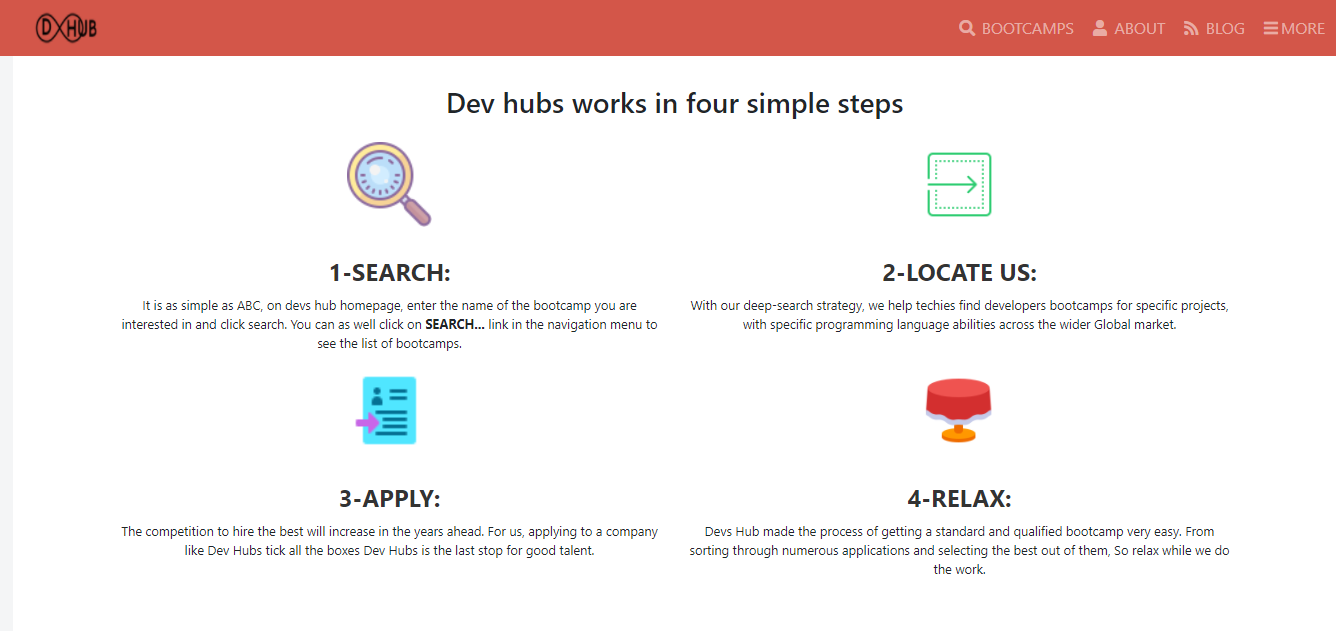 DXHUB
BOOTCAMPS ABOUT BLOG MORE
Dev hubs works in four simple steps
1-SEARCH:
It is as simple as ABC, on devs hub homepage, enter the name of the bootcamp you are
interested in and click search. You can as well click on SEARCH... link in the navigation menu to
see the list of bootcamps.
2-LOCATE US:
With our deep-search strategy, we help techies find developers bootcamps for specific projects,
with specific programming language abilities across the wider Global market.
3-APPLY:
The competition to hire the best will increase in the years ahead. For us, applying to a company
like Dev Hubs tick all the boxes Dev Hubs is the last stop for good talent.
4-RELAX:
Devs Hub made the process of getting a standard and qualified bootcamp very easy. From
sorting through numerous applications and selecting the best out of them, So relax while we do
the work.